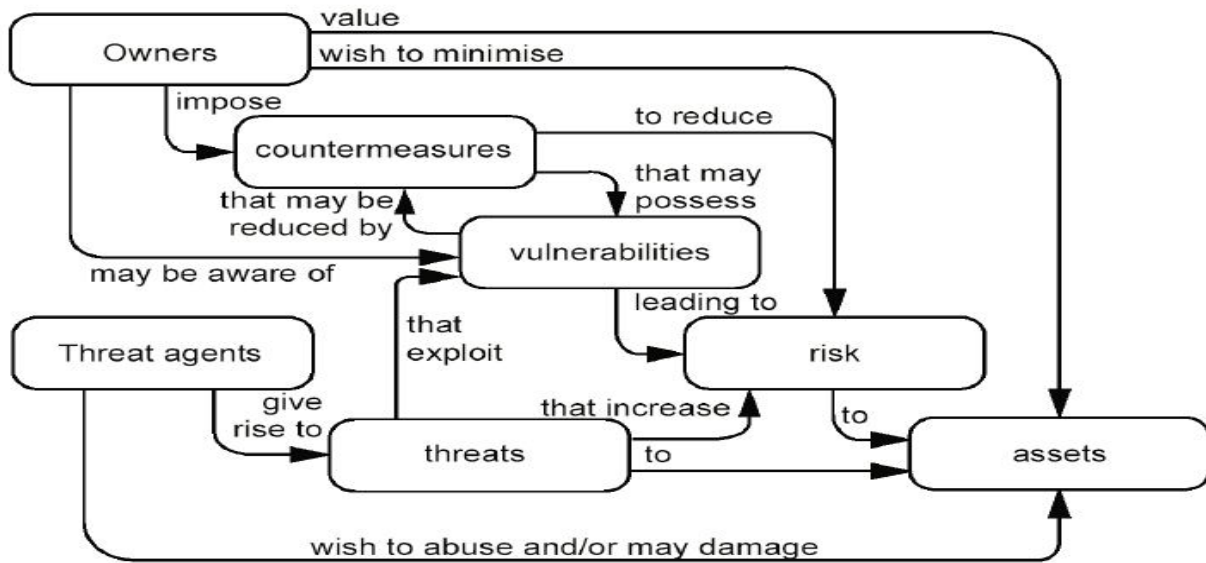 value
Owners
wish to minimise
impose
to reduce
countermeasures
that may
possess
that may be
reduced by
vulnerabilities
may be aware of
leading to
that
exploit
Threat agents
risk
give
rise to
that increase
to
threats
to
assets
wish to abuse and/or may damage